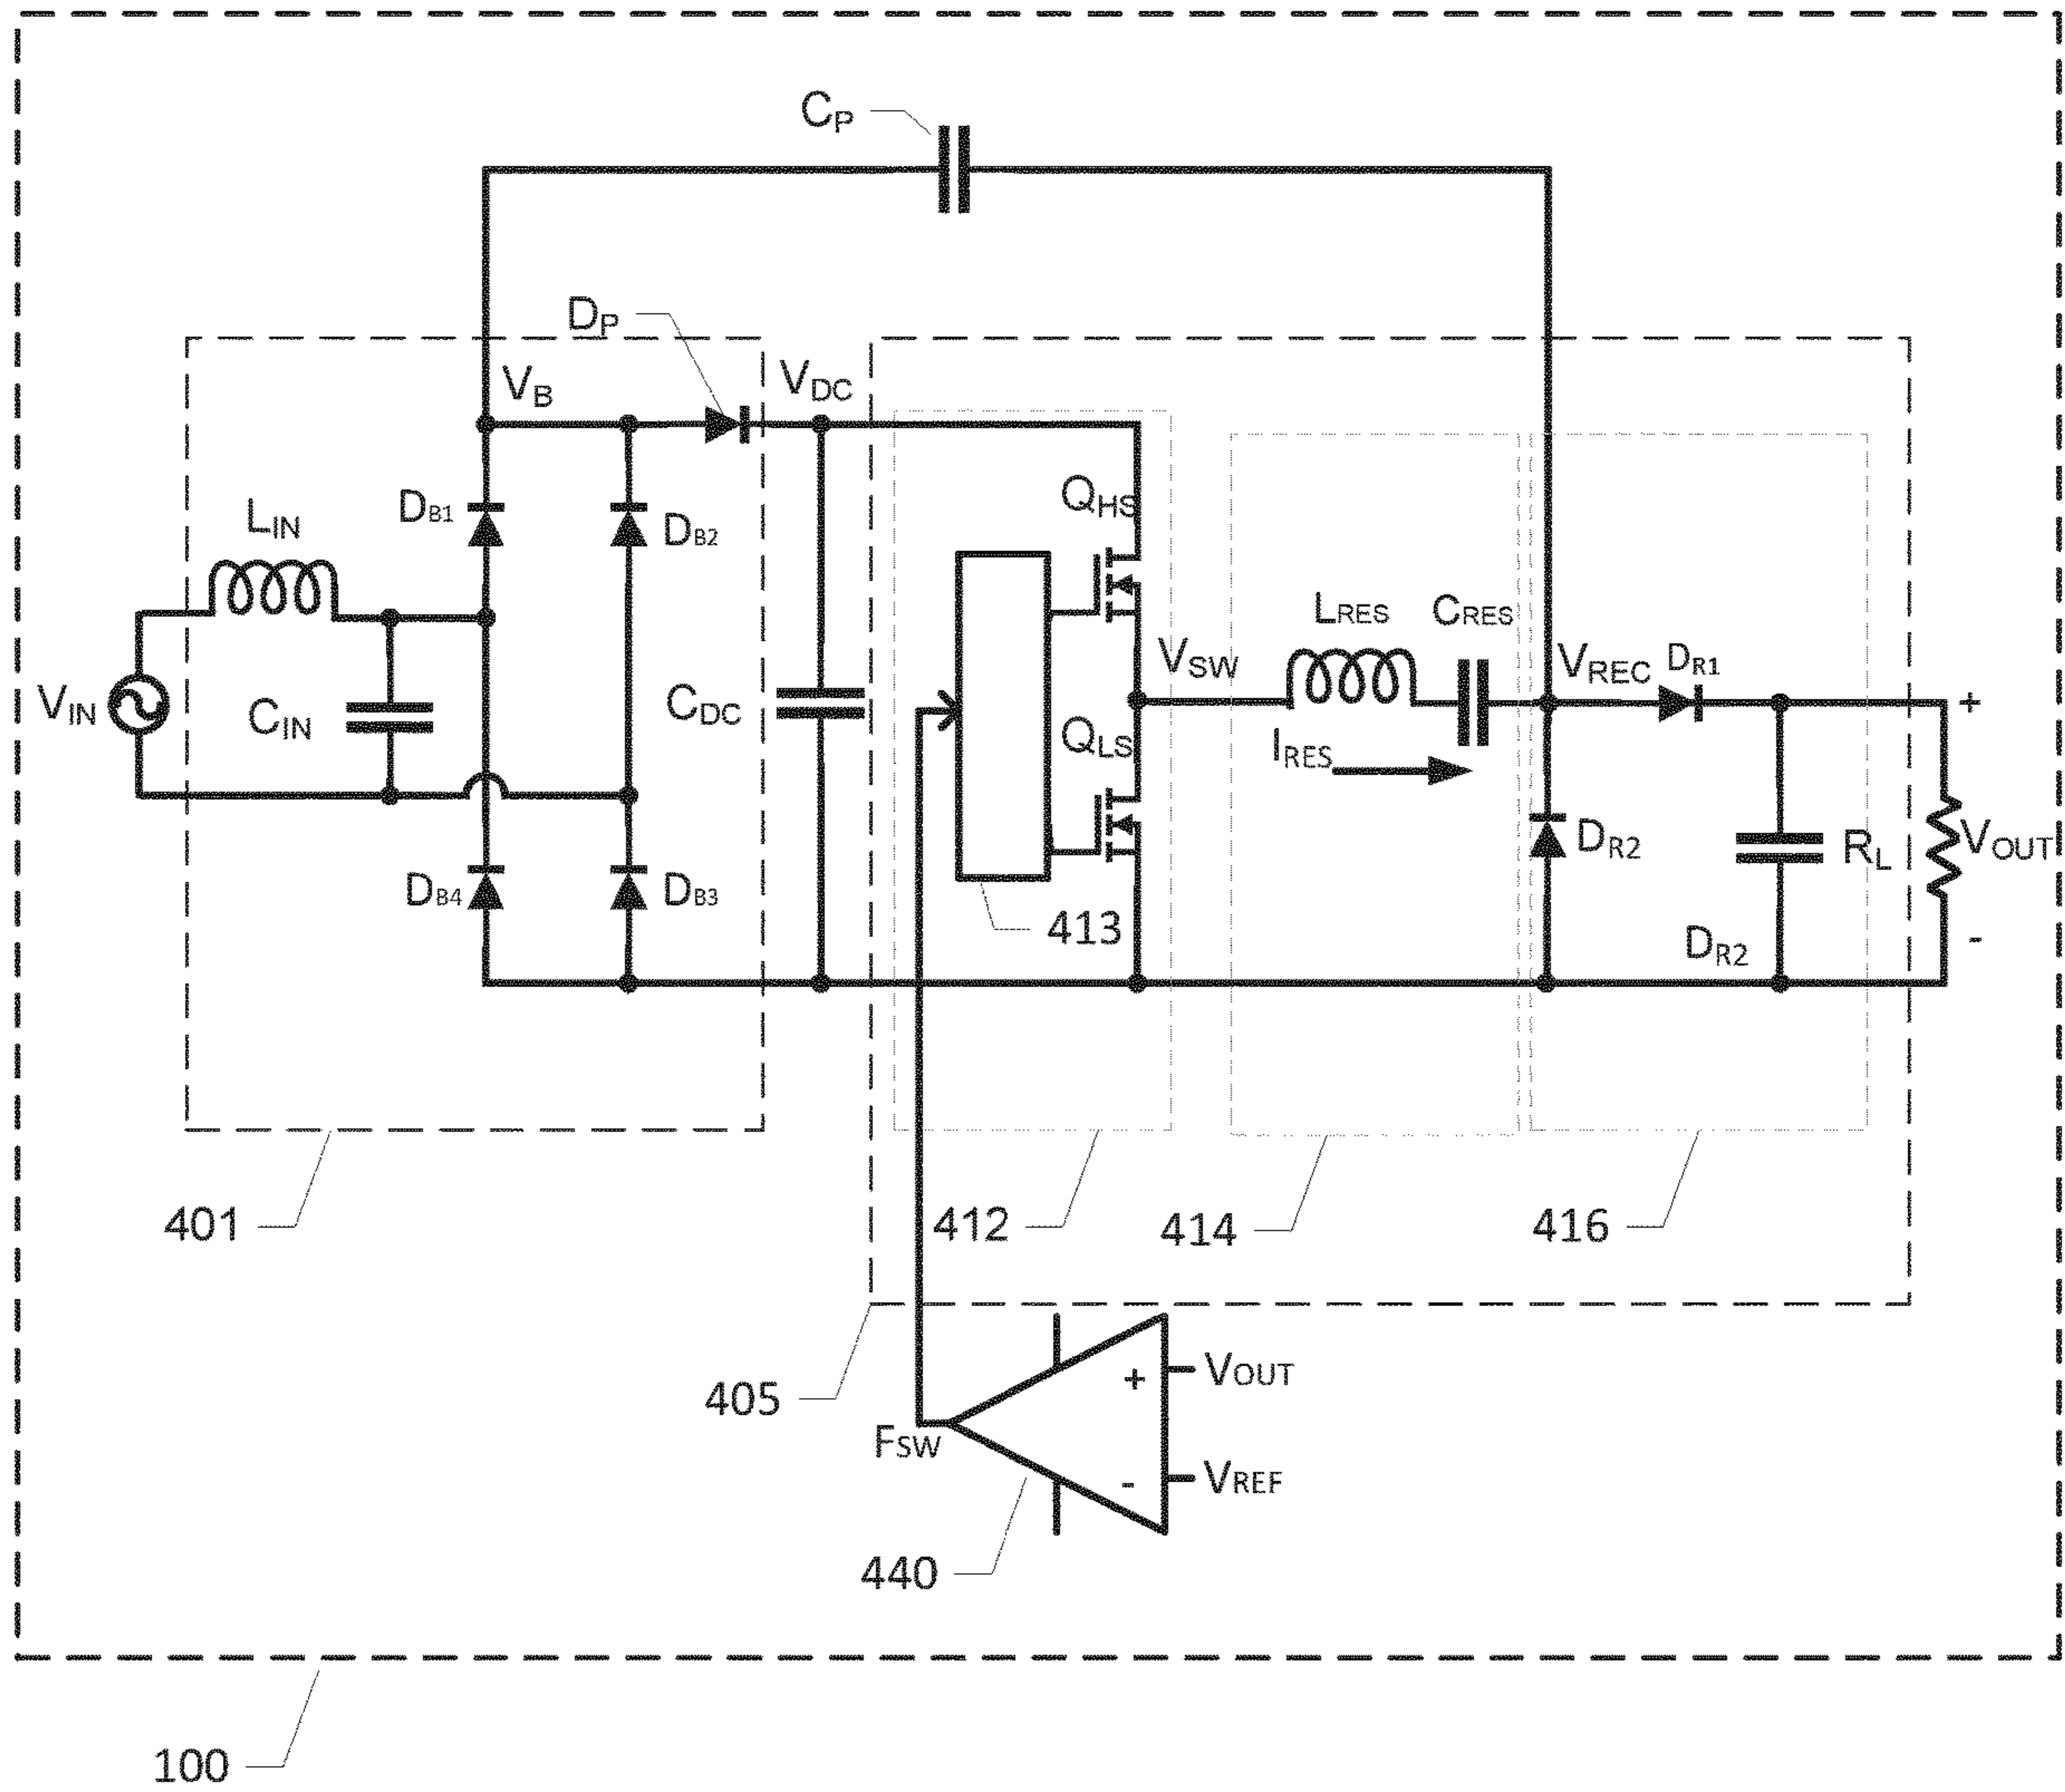 CP
DP
VB
VDC
QHS
DB1
DB2
LIN
LRES
CRES
VSW
VREC
DR1
VIN
CIN
CDC
QLS
IRES
+
DR2
RL
VOUT
DB4
DB3
413
DR2
-
401
412
414
416
405
+
VOUT
FSW
-
VREF
440
100